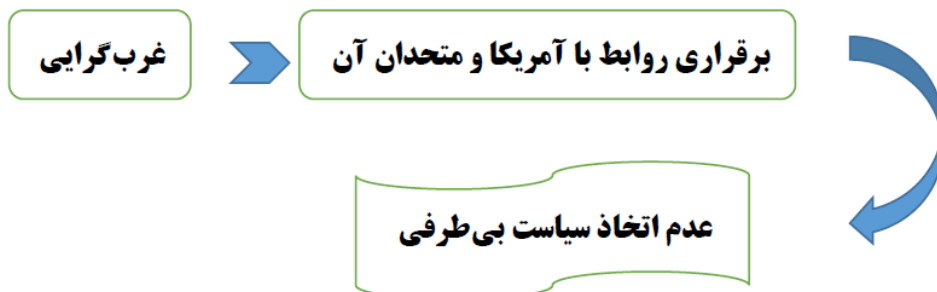 غرب‌گرایی
برقراری روابط با آمریکا و متحدان آن
عدم اتخاذ سیاست بی‌طرفی